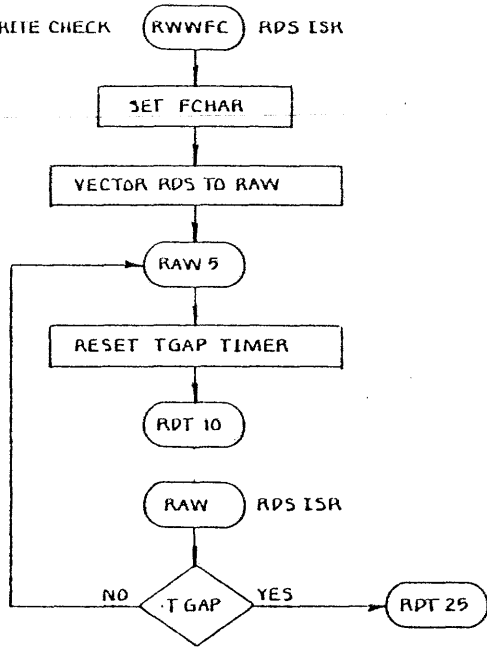 RITE CHECK RWWFC RDS ISR
SET FCHAR
VECTOR RDS TO RAW
RAW 5
RESET TGAP TIMER
RDT 10
RAW RDS ISR
NO T GAP YES
RDT 25